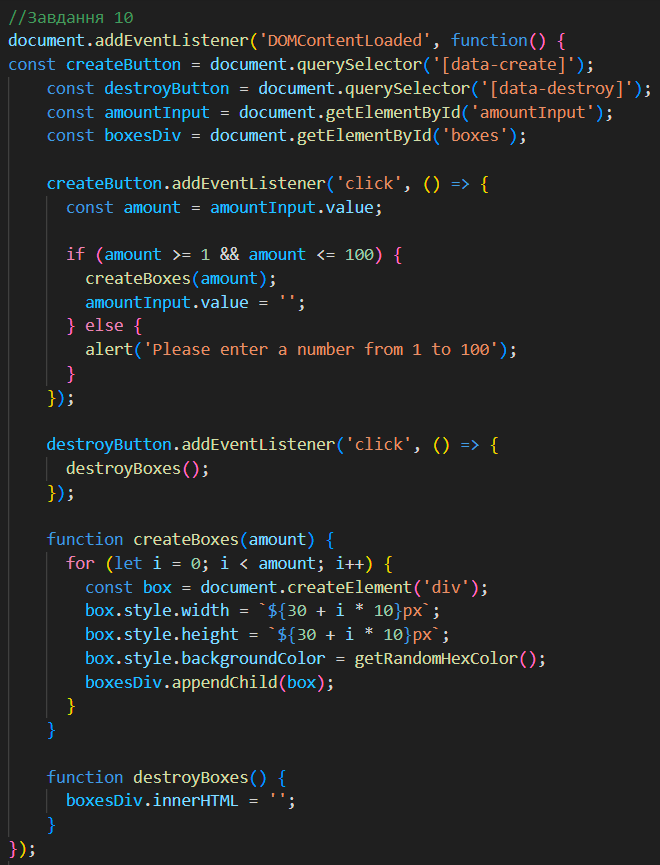 //Завдання 10
document.addEventListener('DOMContentLoaded', function() {
const createButton = document.querySelector('[data-create]');
    const destroyButton = document.querySelector('[data-destroy]');
    const amountInput = document.getElementById('amountInput');
    const boxesDiv = document.getElementById('boxes');

    createButton.addEventListener('click', () => {
      const amount = amountInput.value;

      if (amount >= 1 && amount <= 100) {
        createBoxes(amount);
        amountInput.value = '';
      } else {
        alert('Please enter a number from 1 to 100');
      }
    });

    destroyButton.addEventListener('click', () => {
      destroyBoxes();
    });

    function createBoxes(amount) {
      for (let i = 0; i < amount; i++) {
        const box = document.createElement('div');
        box.style.width = `${30 + i * 10}px`;
        box.style.height = `${30 + i * 10}px`;
        box.style.backgroundColor = getRandomHexColor();
        boxesDiv.appendChild(box);
      }
    }

    function destroyBoxes() {
      boxesDiv.innerHTML = '';
    }
});